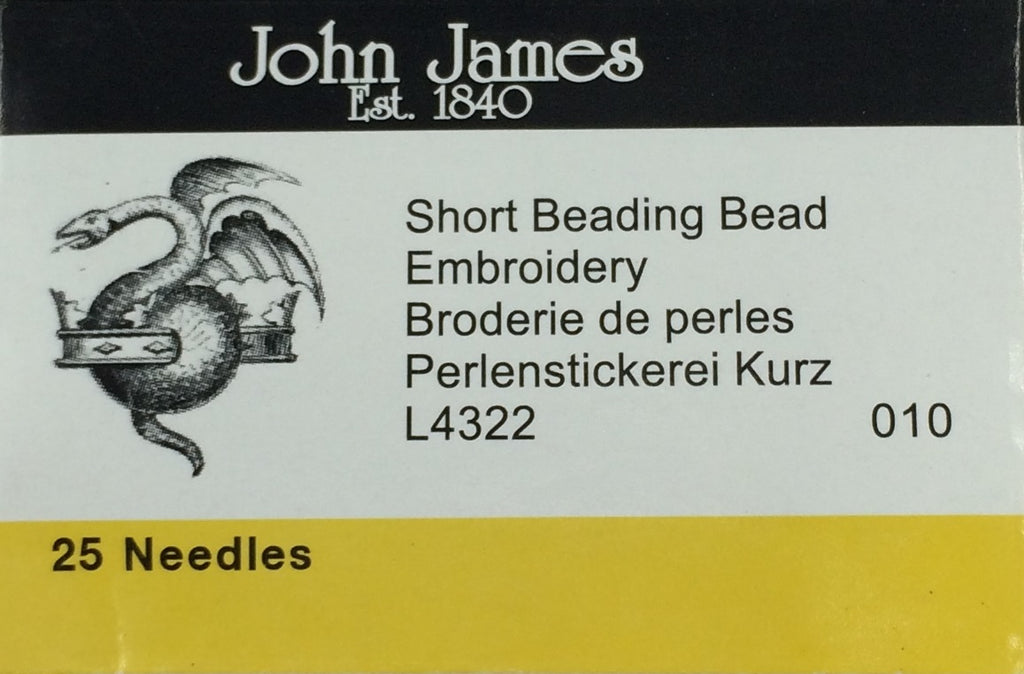 John James
Est. 1840
Short Beading Bead
Embroidery
Broderie de perles
Perlenstickerei Kurz
L4322 010
25 Needles